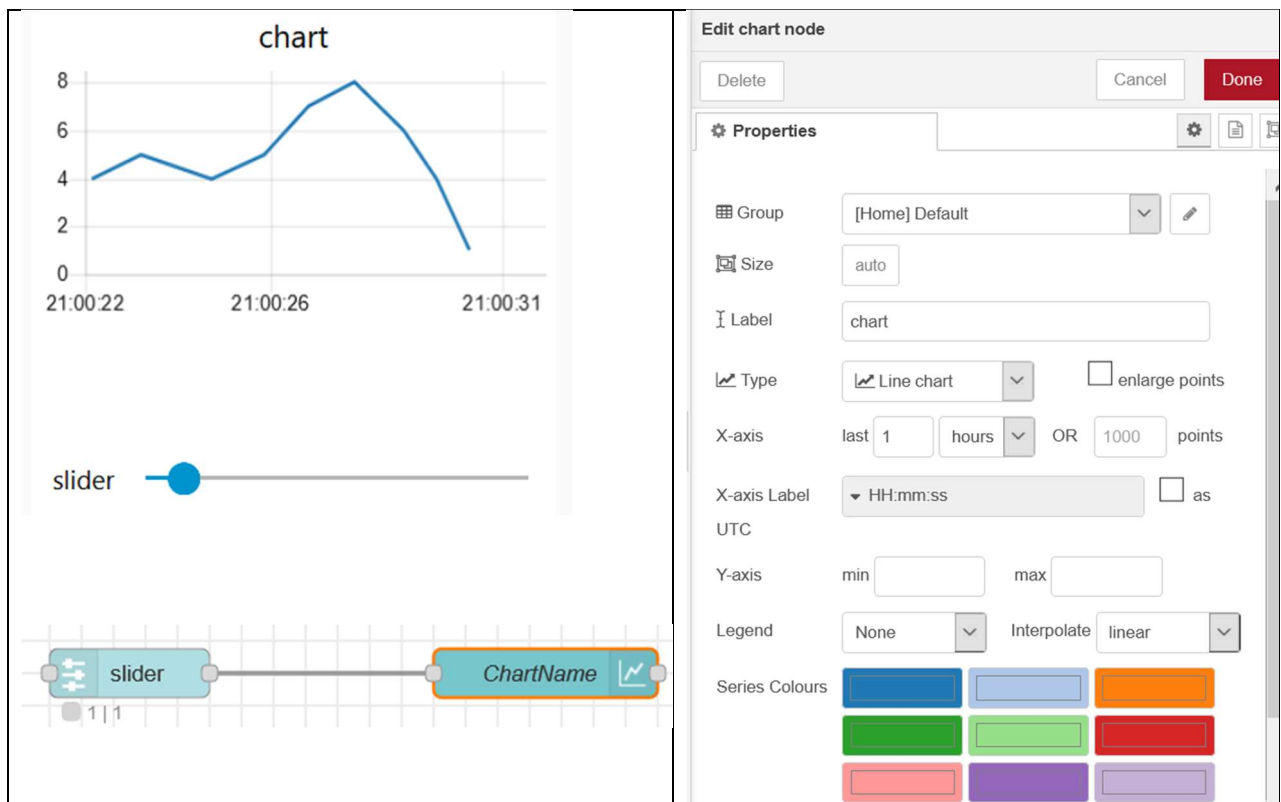 chart
8
6
4
2
0
21:00:22 21:00:26 21:00:31
slider
slider ChartName
1 | 1
Edit chart node
Delete Cancel Done
Properties
Group [Home] Default
Size auto
Label chart
Type Line chart enlarge points
X-axis last 1 hours OR 1000 points
X-axis Label HH:mm:ss as
UTC
Y-axis min max
Legend None Interpolate linear
Series Colours